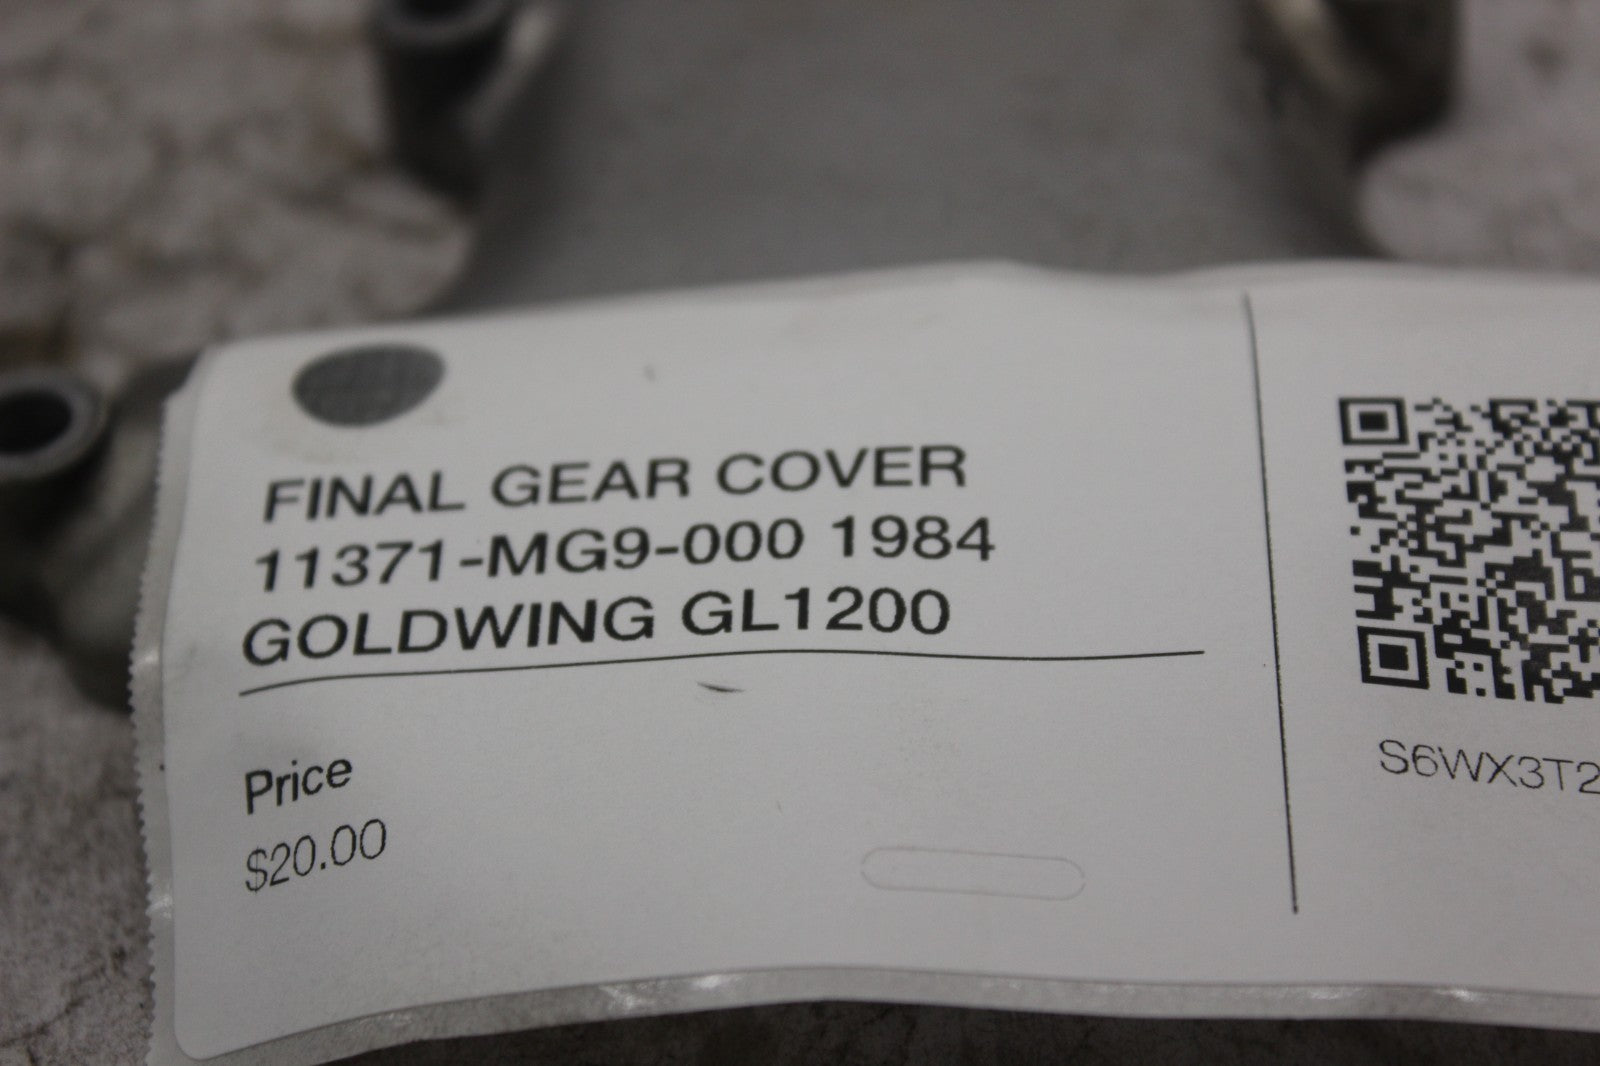 FINAL GEAR COVER
11371-MG9-000 1984
GOLDWING GL1200
Price
$20.00
S6WX3T2